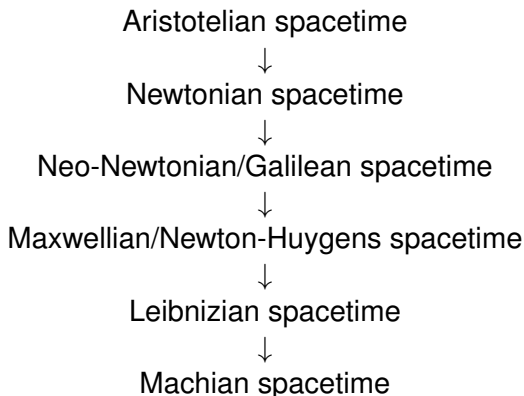 Aristotelian spacetime
↓
Newtonian spacetime
↓
Neo-Newtonian/Galilean spacetime
↓
Maxwellian/Newton-Huygens spacetime
↓
Leibnizian spacetime
↓
Machian spacetime